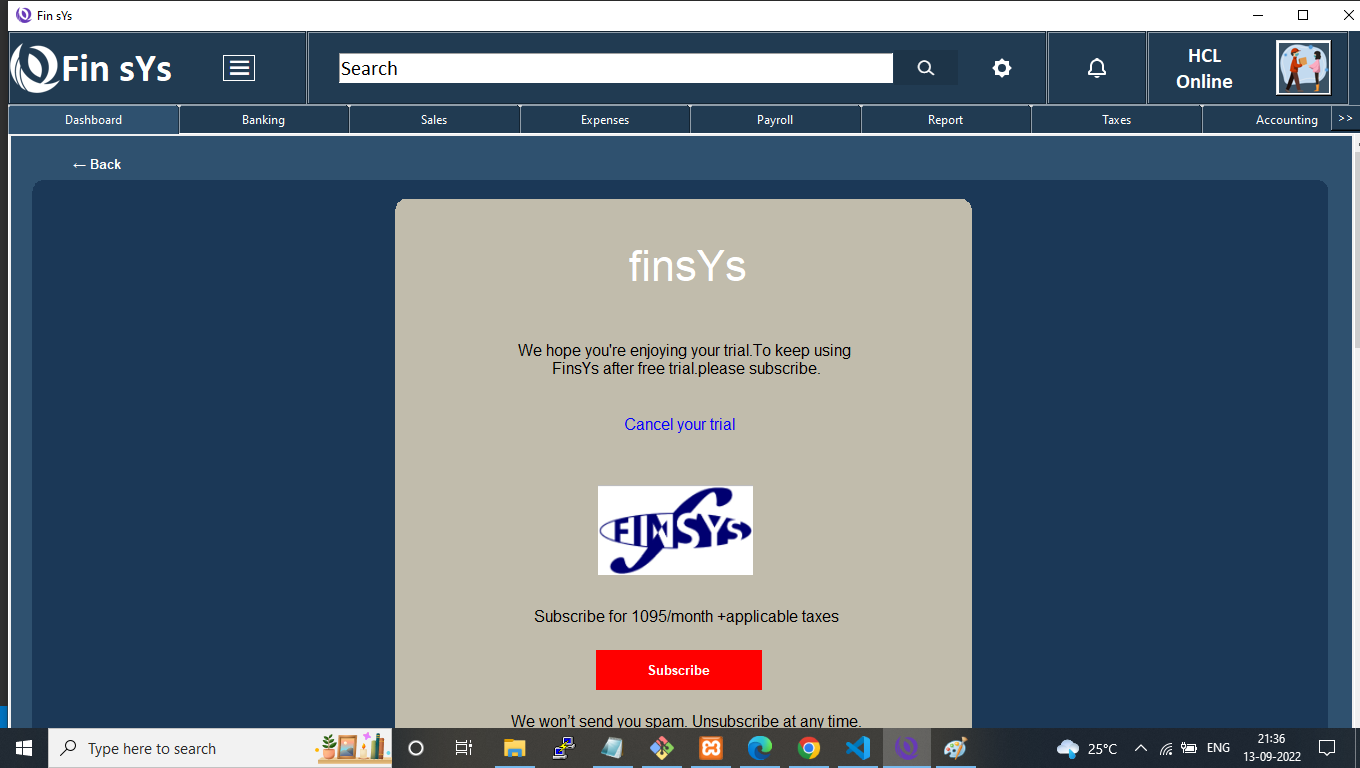 Fin sYs
Fin sYs
Search
HCL
Online
Dashboard
Banking
Sales
Expenses
Payroll
Report
Taxes
Accounting
>>
← Back
finsYs
We hope you're enjoying your trial.To keep using
FinsYs after free trial.please subscribe.
Cancel your trial
FINSYS
Subscribe for 1095/month +applicable taxes
Subscribe
We won’t send you spam. Unsubscribe at any time.
Type here to search
25°C
ENG
21:36
13-09-2022